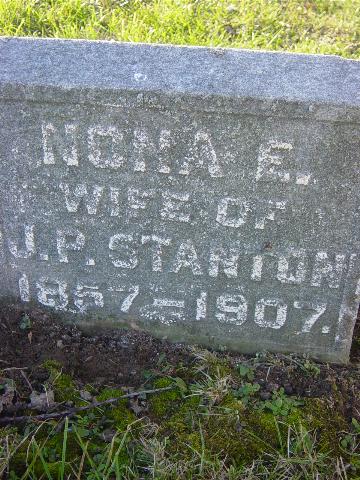 NONA E.
WIFE OF
J.P. STANTON
1857=1907.